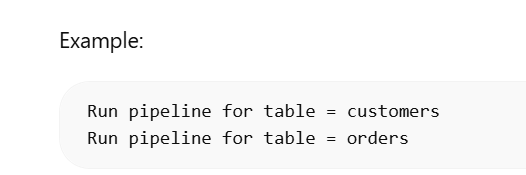 Example:
Run pipeline for table = customers
Run pipeline for table = orders